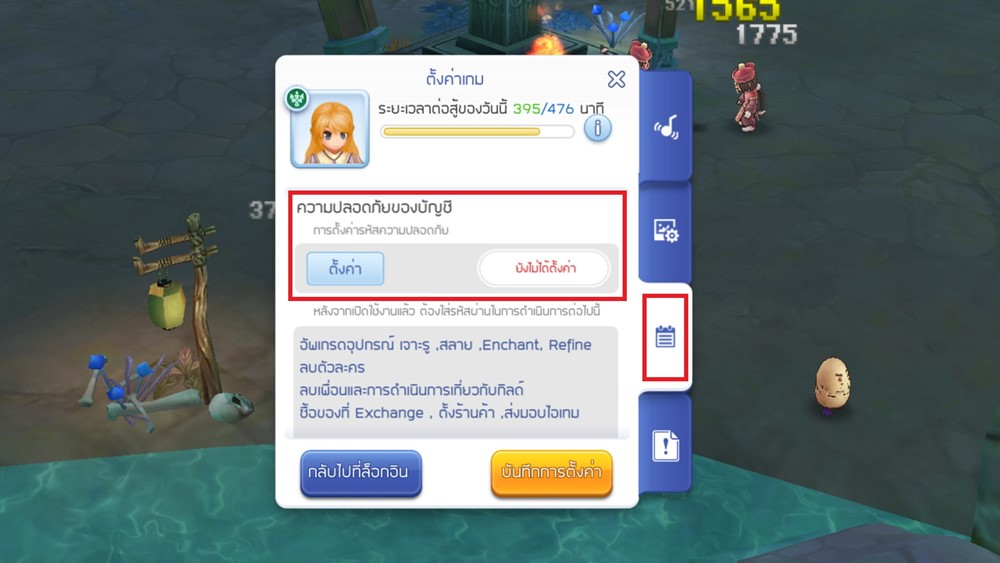 1565
1775
ตั้งค่าเกม
ระยะเวลาต่อสู้ของวันนี้ 395/476 นาที
ความปลอดภัยของบัญชี
การตั้งค่ารหัสความปลอดภัย
ตั้งค่า
ยังไม่ได้ตั้งค่า
หลังจากเปิดใช้งานแล้ว ต้องใส่รหัสผ่านในการดำเนินการต่อไปนี้
อัพเกรดอุปกรณ์ เจาะรู ,สลาย ,Enchant, Refine
ลบตัวละคร
ลบเพื่อนและการดำเนินการเกี่ยวกับกิลด์
ซื้อของที่ Exchange , ตั้งร้านค้า ,ส่งมอบไอเทม
กลับไปที่ล็อกอิน
บันทึกการตั้งค่า